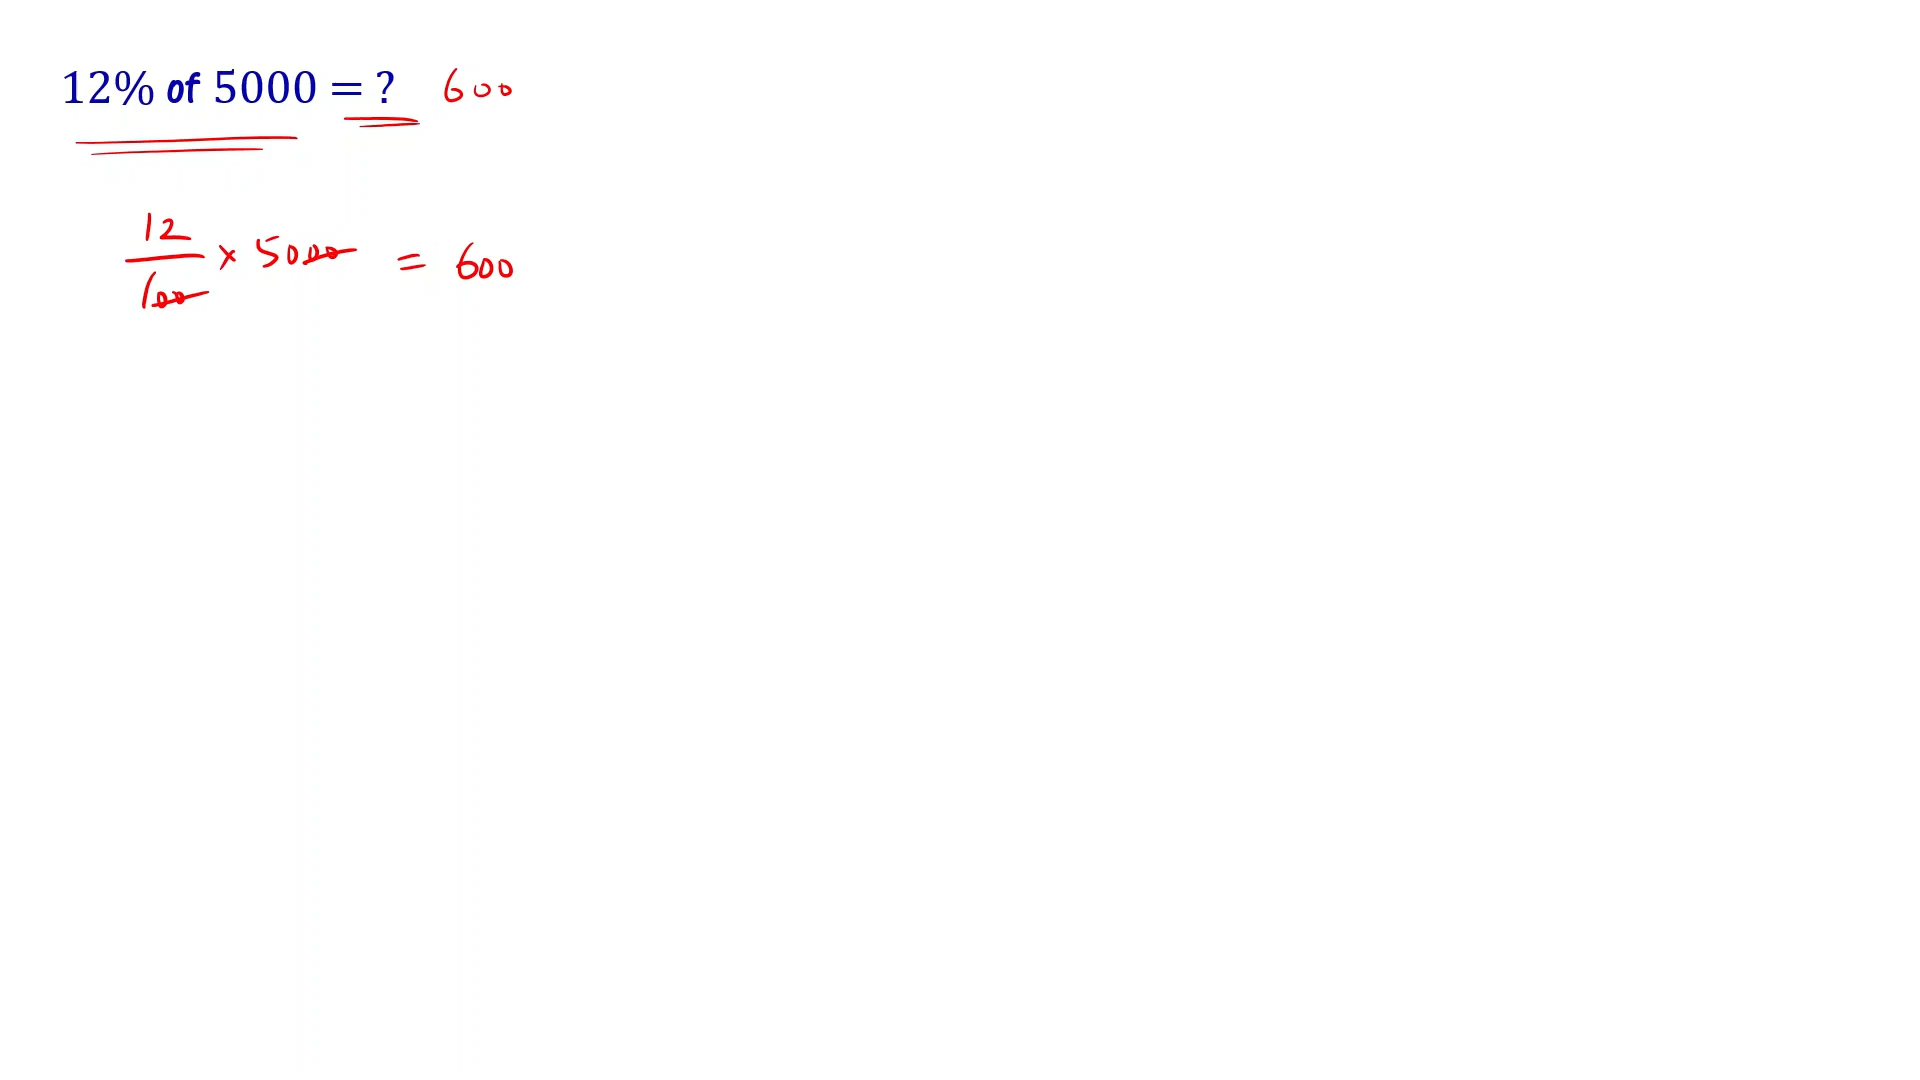 12% of 5000 = ? 600
12/100 × 5000 = 600